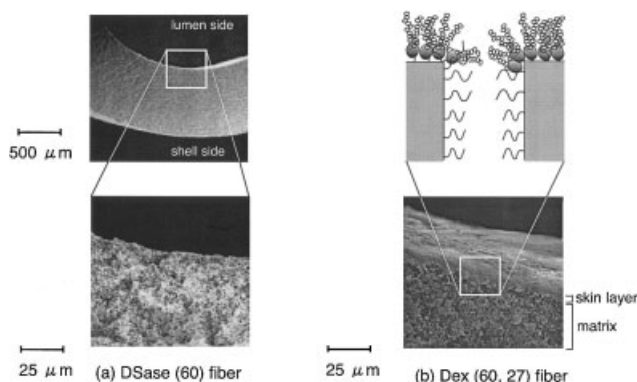 lumen side
500 μm
shell side
skin layer
matrix
25 μm
(a) DSase (60) fiber
25 μm
(b) Dex (60, 27) fiber